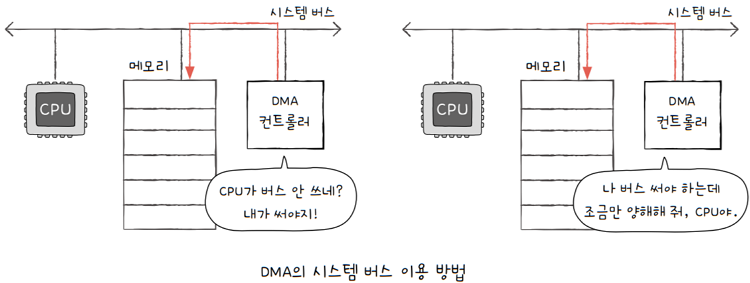 시스템 버스
메모리
CPU
DMA
컨트롤러
CPU가 버스 안 쓰네?
내가 써야지!
시스템 버스
메모리
CPU
DMA
컨트롤러
나 버스 써야 하는데
조금만 양해해 줘, CPU야.
DMA의 시스템 버스 이용 방법